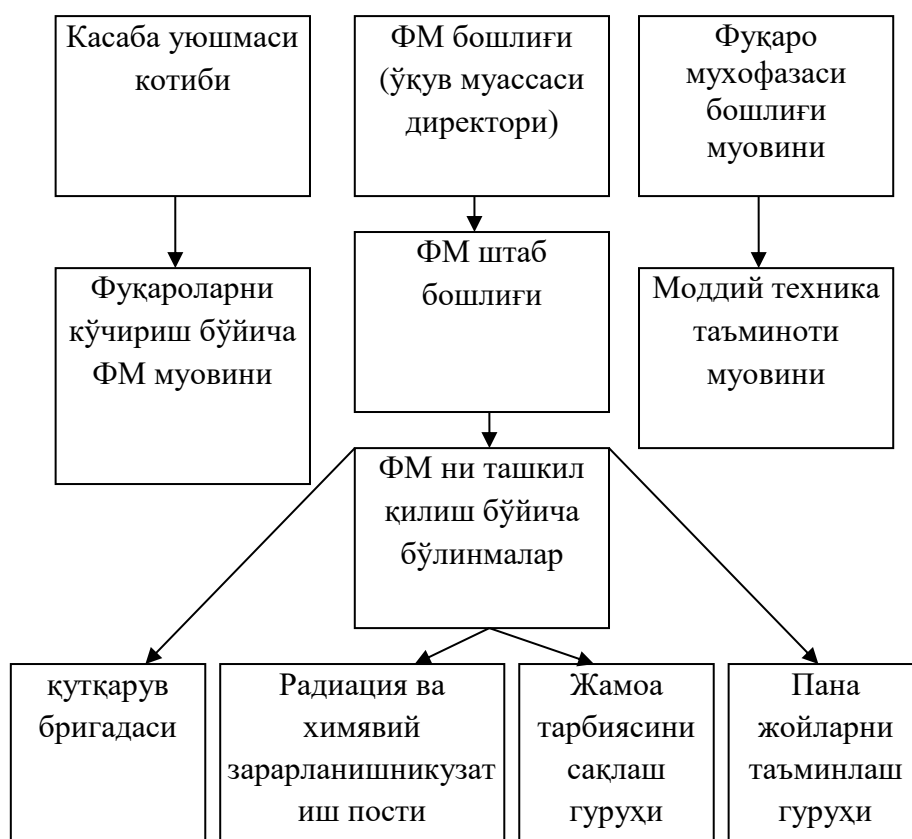 Касаба уюшмаси
котиби
ФМ бошлиғи
(ўқув муассаси
директори)
Фуқаро
мухофазаси
бошлиғи
муовини
Фуқароларни
кўчириш бўйича
ФМ муовини
ФМ штаб
бошлиғи
Моддий техника
таъминоти
муовини
ФМ ни ташкил
қилиш бўйича
бўлинмалар
қутқарув
бригадаси
Радиация ва
химявий
зарарланишникузат
иш пости
Жамоа
тарбиясини
сақлаш
гуруҳи
Пана
жойларни
таъминлаш
гуруҳи